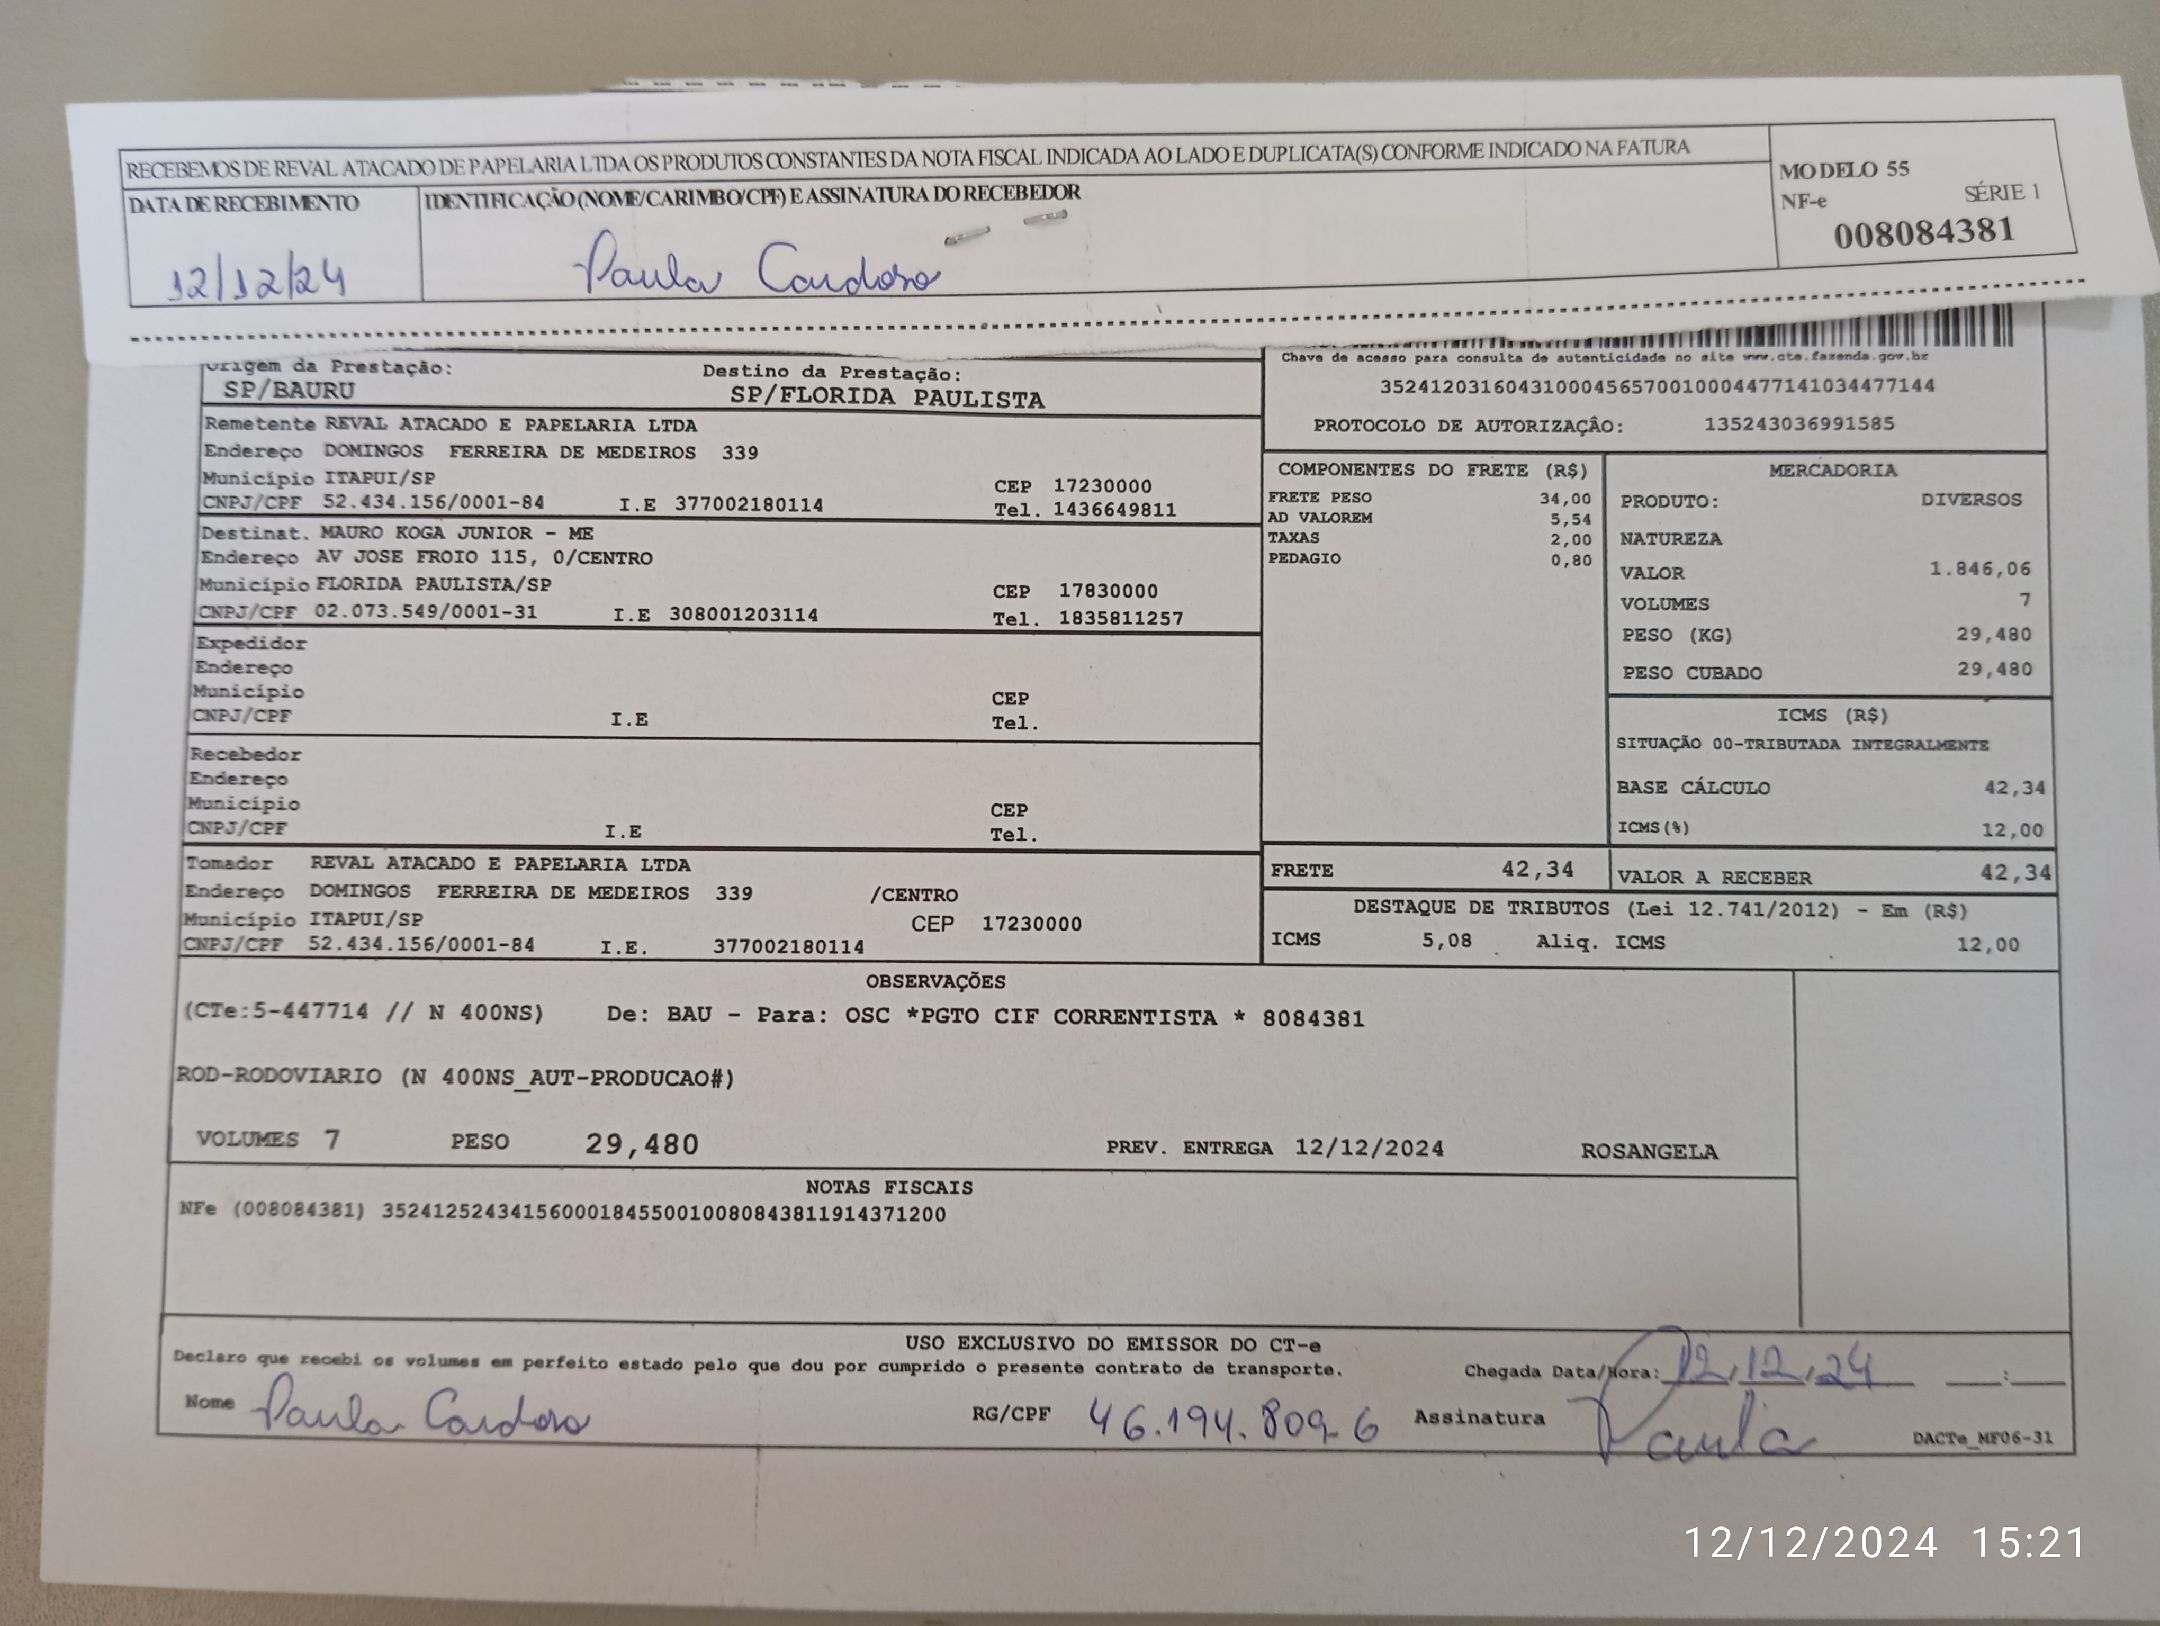 RECEBEMOS DE REVAL ATACADO DE PAPELARIA LTDA OS PRODUTOS CONSTANTES DA NOTA FISCAL INDICADA AO LADO E DUPLICATA(S) CONFORME INDICADO NA FATURA
MODELO 55
NF-e SÉRIE 1
008084381
DATA DE RECEBIMENTO IDENTIFICAÇÃO (NOME/CARIMBO/CPF) E ASSINATURA DO RECEBEDOR
12/12/24 Paula Cardoso
Origem da Prestação: Destino da Prestação:
SP/BAURU SP/FLORIDA PAULISTA
Chave de acesso para consulta de autenticidade no site www.cte.fazenda.gov.br
35241203160431000456570010004477141034477144
PROTOCOLO DE AUTORIZAÇÂO: 135243036991585
Remetente REVAL ATACADO E PAPELARIA LTDA
Endereço DOMINGOS FERREIRA DE MEDEIROS 339
Município ITAPUI/SP CEP 17230000
CNPJ/CPF 52.434.156/0001-84 I.E 377002180114 Tel. 1436649811
Destinat. MAURO KOGA JUNIOR - ME
Endereço AV JOSE FROIO 115, 0/CENTRO
Município FLORIDA PAULISTA/SP CEP 17830000
CNPJ/CPF 02.073.549/0001-31 I.E 308001203114 Tel. 1835811257
Expedidor
Endereço
Município CEP
CNPJ/CPF I.E Tel.
Recebedor
Endereço
Município CEP
CNPJ/CPF I.E Tel.
Tomador REVAL ATACADO E PAPELARIA LTDA
Endereço DOMINGOS FERREIRA DE MEDEIROS 339 /CENTRO
Município ITAPUI/SP CEP 17230000
CNPJ/CPF 52.434.156/0001-84 I.E. 377002180114
COMPONENTES DO FRETE (R$)
FRETE PESO 34,00
AD VALOREM 5,54
TAXAS 2,00
PEDAGIO 0,80
MERCADORIA
PRODUTO: DIVERSOS
NATUREZA
VALOR 1.846,06
VOLUMES 7
PESO (KG) 29,480
PESO CUBADO 29,480
ICMS (R$)
SITUAÇÃO 00-TRIBUTADA INTEGRALMENTE
BASE CÁLCULO 42,34
ICMS(%) 12,00
FRETE 42,34 VALOR A RECEBER 42,34
DESTAQUE DE TRIBUTOS (Lei 12.741/2012) - Em (R$)
ICMS 5,08 Aliq. ICMS 12,00
OBSERVAÇÕES
(CTe:5-447714 // N 400NS) De: BAU - Para: OSC *PGTO CIF CORRENTISTA * 8084381
ROD-RODOVIARIO (N 400NS_AUT-PRODUCAO#)
VOLUMES 7 PESO 29,480 PREV. ENTREGA 12/12/2024 ROSANGELA
NOTAS FISCAIS
NFe (008084381) 35241252434156000184550010080843811914371200
USO EXCLUSIVO DO EMISSOR DO CT-e
Declaro que recebi os volumes em perfeito estado pelo que dou por cumprido o presente contrato de transporte. Chegada Data/Hora: 12/12/24 __:__
Nome Paula Cardoso RG/CPF 46.194.809-6 Assinatura Paula
DACTe_MF06-31
12/12/2024 15:21